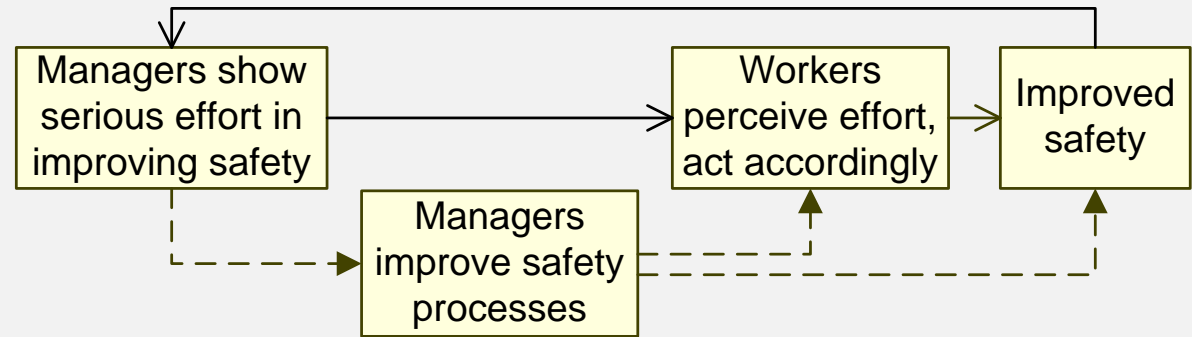 Managers show
serious effort in
improving safety
Workers
perceive effort,
act accordingly
Improved
safety
Managers
improve safety
processes